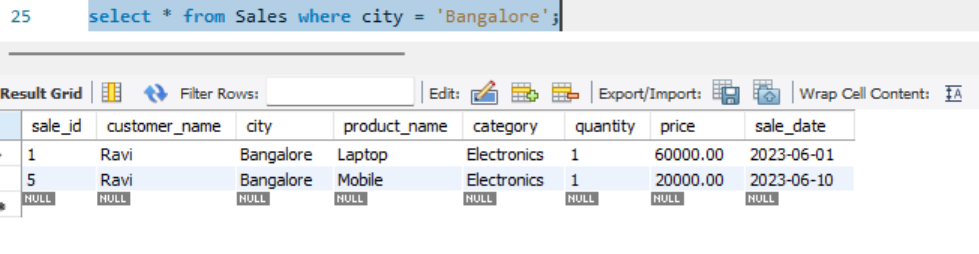 25 select * from Sales where city = 'Bangalore';
Result Grid Filter Rows: Edit: Export/Import: Wrap Cell Content: IA
sale_id customer_name city product_name category quantity price sale_date
1 Ravi Bangalore Laptop Electronics 1 60000.00 2023-06-01
5 Ravi Bangalore Mobile Electronics 1 20000.00 2023-06-10
NULL NULL NULL NULL NULL NULL NULL NULL